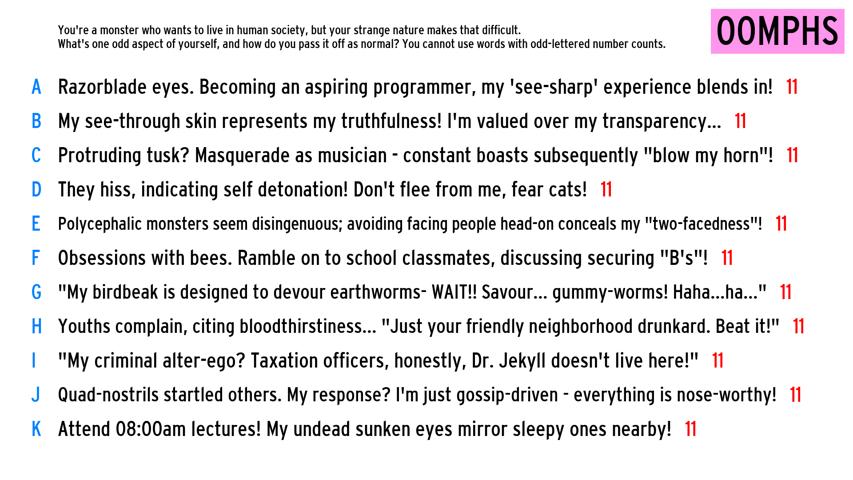 You're a monster who wants to live in human society, but your strange nature makes that difficult.
What's one odd aspect of yourself, and how do you pass it off as normal? You cannot use words with odd-lettered number counts.
OOMPHS
A Razorblade eyes. Becoming an aspiring programmer, my 'see-sharp' experience blends in! 11
B My see-through skin represents my truthfulness! I'm valued over my transparency... 11
C Protruding tusk? Masquerade as musician - constant boasts subsequently "blow my horn"! 11
D They hiss, indicating self detonation! Don't flee from me, fear cats! 11
E Polycephalic monsters seem disingenuous; avoiding facing people head-on conceals my "two-facedness"! 11
F Obsessions with bees. Ramble on to school classmates, discussing securing "B's"! 11
G "My birdbeak is designed to devour earthworms- WAIT!! Savour... gummy-worms! Haha...ha..." 11
H Youths complain, citing bloodthirstiness... "Just your friendly neighborhood drunkard. Beat it!" 11
I "My criminal alter-ego? Taxation officers, honestly, Dr. Jekyll doesn't live here!" 11
J Quad-nostrils startled others. My response? I'm just gossip-driven - everything is nose-worthy! 11
K Attend 08:00am lectures! My undead sunken eyes mirror sleepy ones nearby! 11